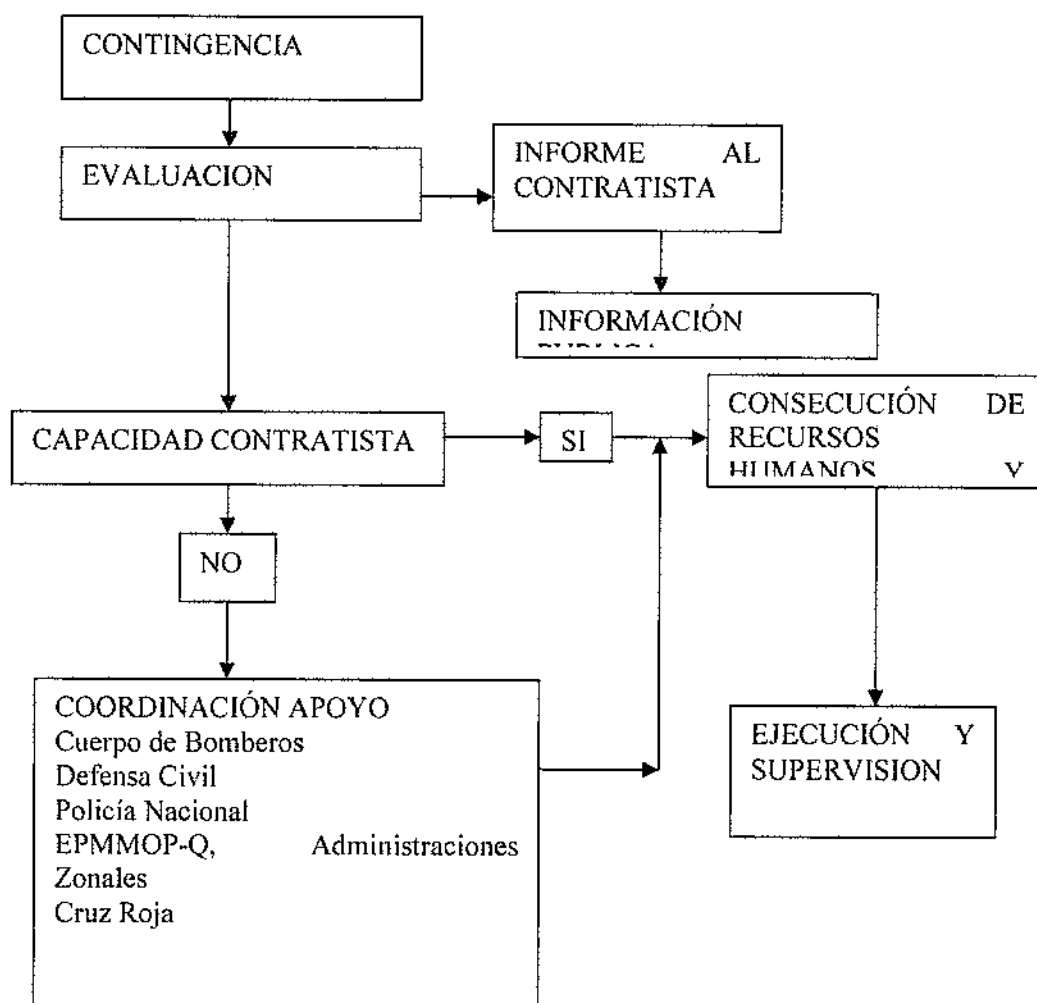 CONTINGENCIA
EVALUACION
INFORME AL
CONTRATISTA
INFORMACIÓN
CAPACIDAD CONTRATISTA
SI
CONSECUCIÓN DE
RECURSOS
HUMANOS Y
NO
COORDINACIÓN APOYO
Cuerpo de Bomberos
Defensa Civil
Policía Nacional
EPMMOP-Q, Administraciones
Zonales
Cruz Roja
EJECUCIÓN Y
SUPERVISION